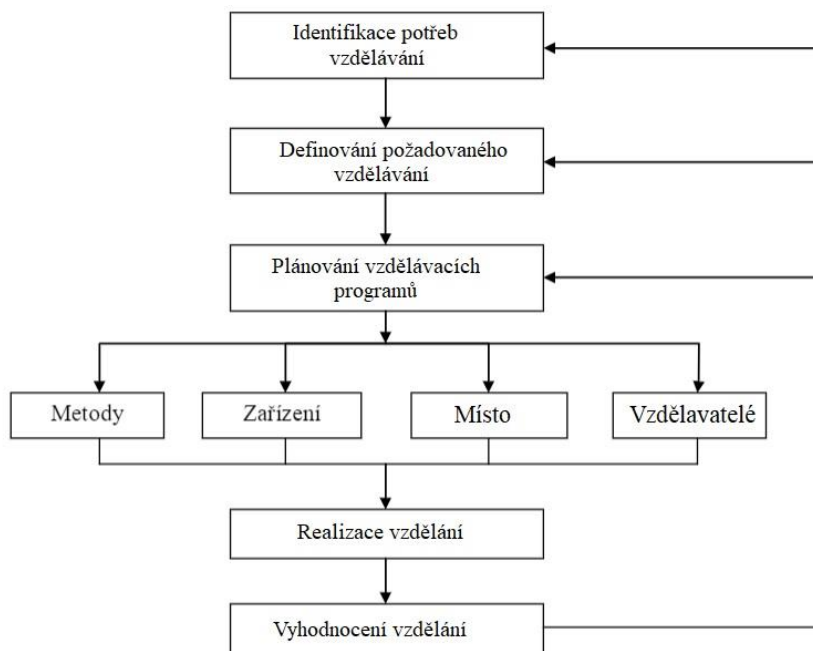 Identifikace potřeb
vzdělávání
Definování požadovaného
vzdělávání
Plánování vzdělávacích
programů
Metody
Zařízení
Místo
Vzdělavatelé
Realizace vzdělání
Vyhodnocení vzdělání